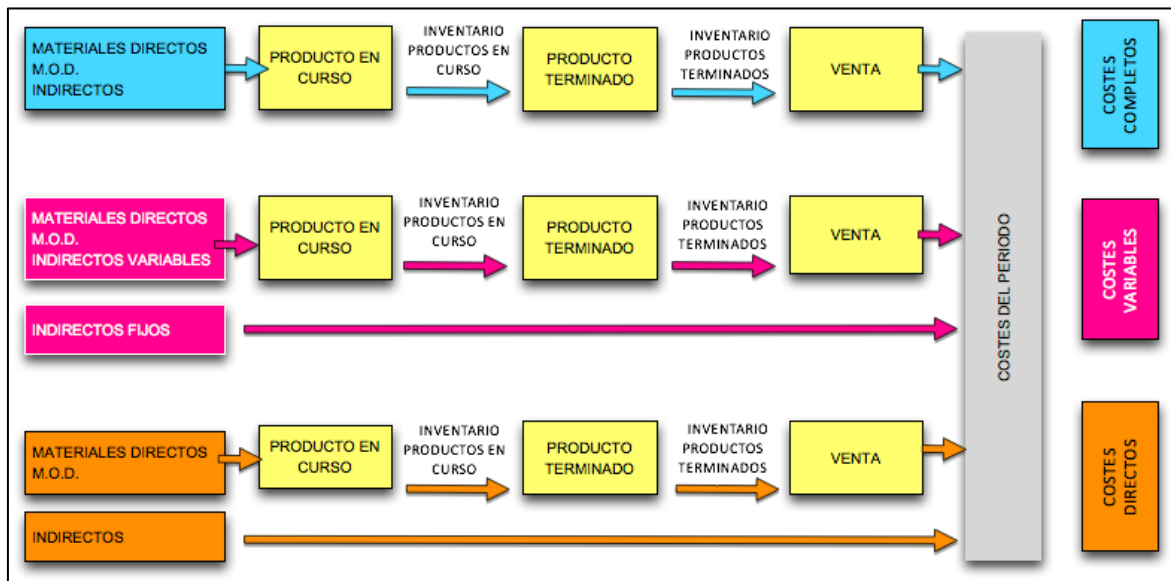 MATERIALES DIRECTOS
M.O.D.
INDIRECTOS
PRODUCTO EN
CURSO
INVENTARIO
PRODUCTOS EN
CURSO
PRODUCTO
TERMINADO
INVENTARIO
PRODUCTOS
TERMINADOS
VENTA
COSTES
COMPLETOS
MATERIALES DIRECTOS
M.O.D.
INDIRECTOS VARIABLES
PRODUCTO EN
CURSO
INVENTARIO
PRODUCTOS EN
CURSO
PRODUCTO
TERMINADO
INVENTARIO
PRODUCTOS
TERMINADOS
VENTA
COSTES
VARIABLES
INDIRECTOS FIJOS
COSTES DEL PERIODO
MATERIALES DIRECTOS
M.O.D.
PRODUCTO EN
CURSO
INVENTARIO
PRODUCTOS EN
CURSO
PRODUCTO
TERMINADO
INVENTARIO
PRODUCTOS
TERMINADOS
VENTA
COSTES
DIRECTOS
INDIRECTOS